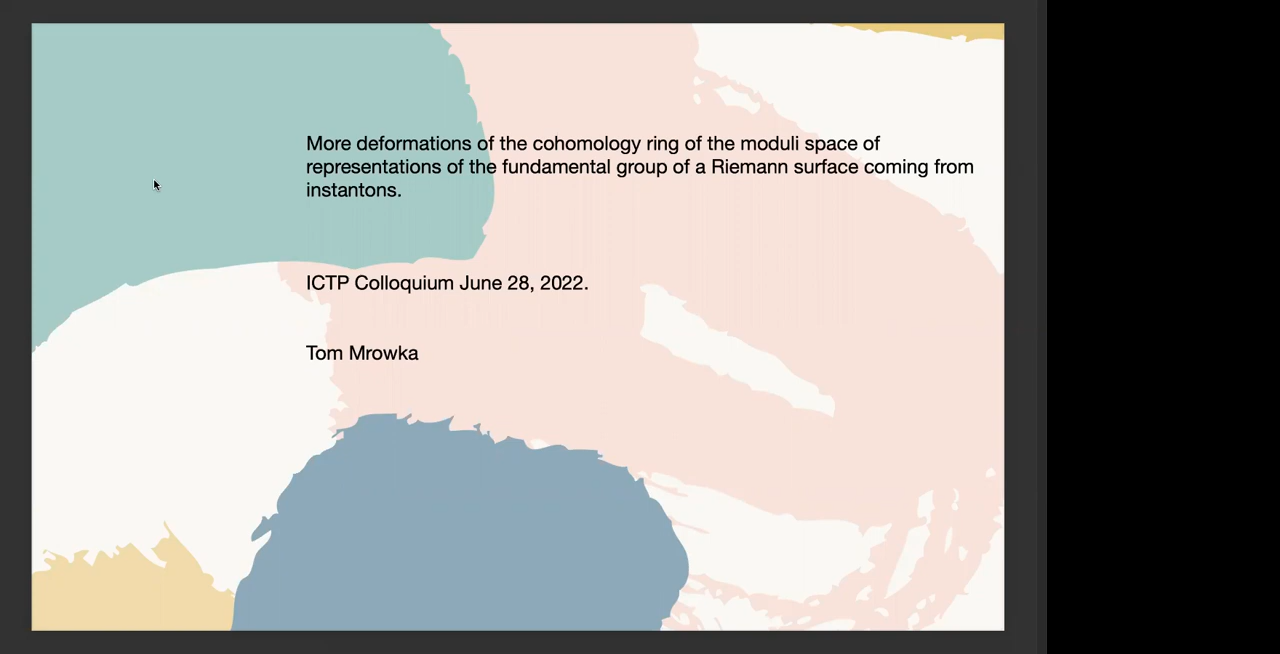 More deformations of the cohomology ring of the moduli space of
representations of the fundamental group of a Riemann surface coming from
instantons.
ICTP Colloquium June 28, 2022.
Tom Mrowka